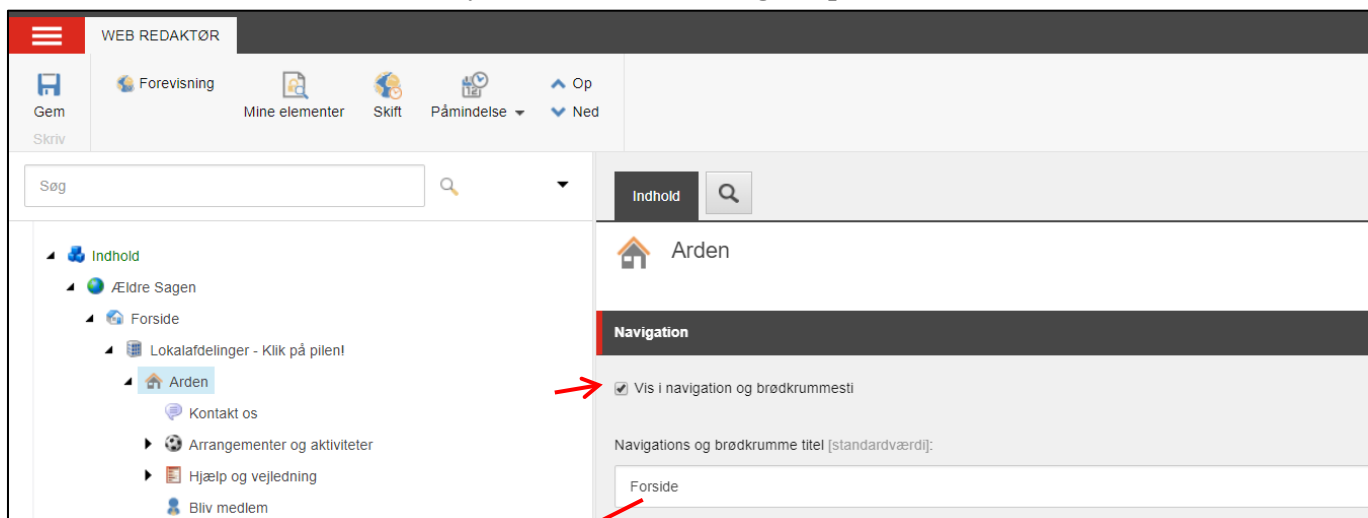 WEB REDAKTØR
Gem
Skriv
Forevisning
Mine elementer
Skift
Påmindelse
Op
Ned
Søg
Indhold
Ældre Sagen
Forside
Lokalafdelinger - Klik på pilen!
Arden
Kontakt os
Arrangementer og aktiviteter
Hjælp og vejledning
Bliv medlem
Indhold
Arden
Navigation
Vis i navigation og brødkrummesti
Navigations og brødkrumme titel [standardværdi]:
Forside